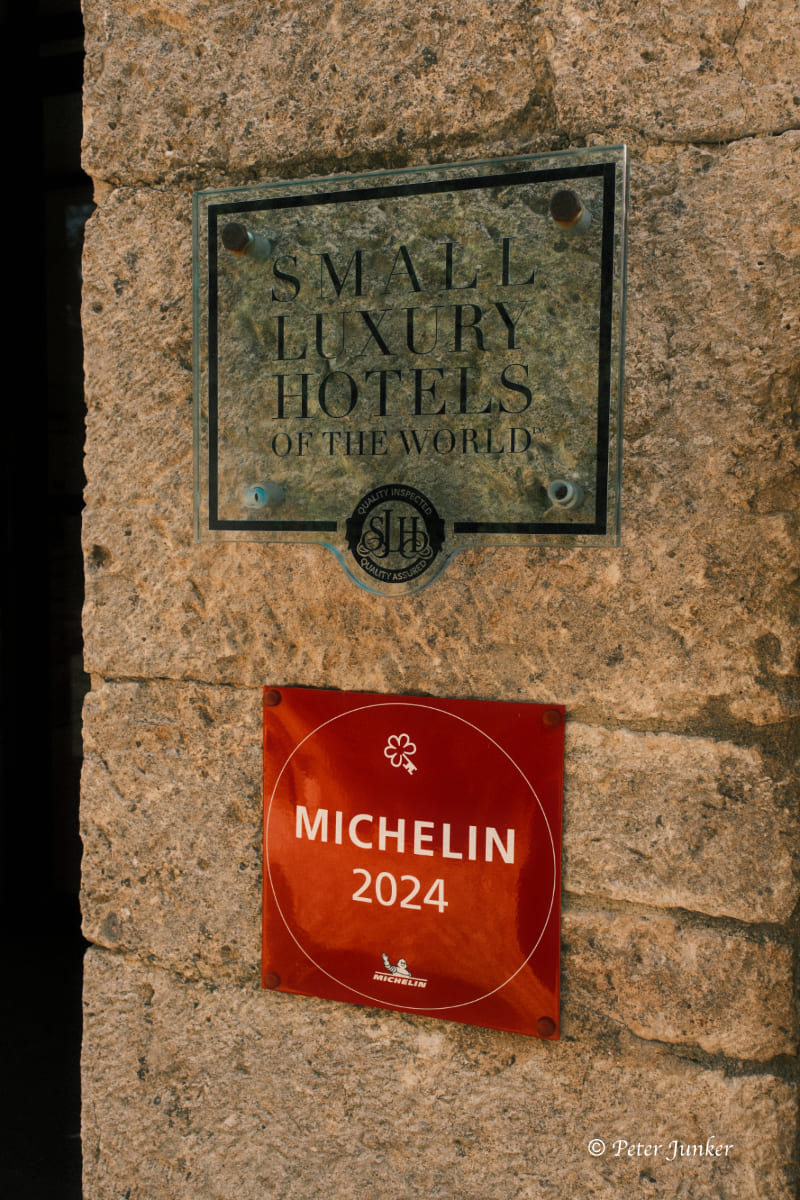 SMALL
LUXURY
HOTELS
OF THE WORLD™
QUALITY INSPECTED
SLH
QUALITY ASSURED
MICHELIN
2024
MICHELIN
© Peter Junker